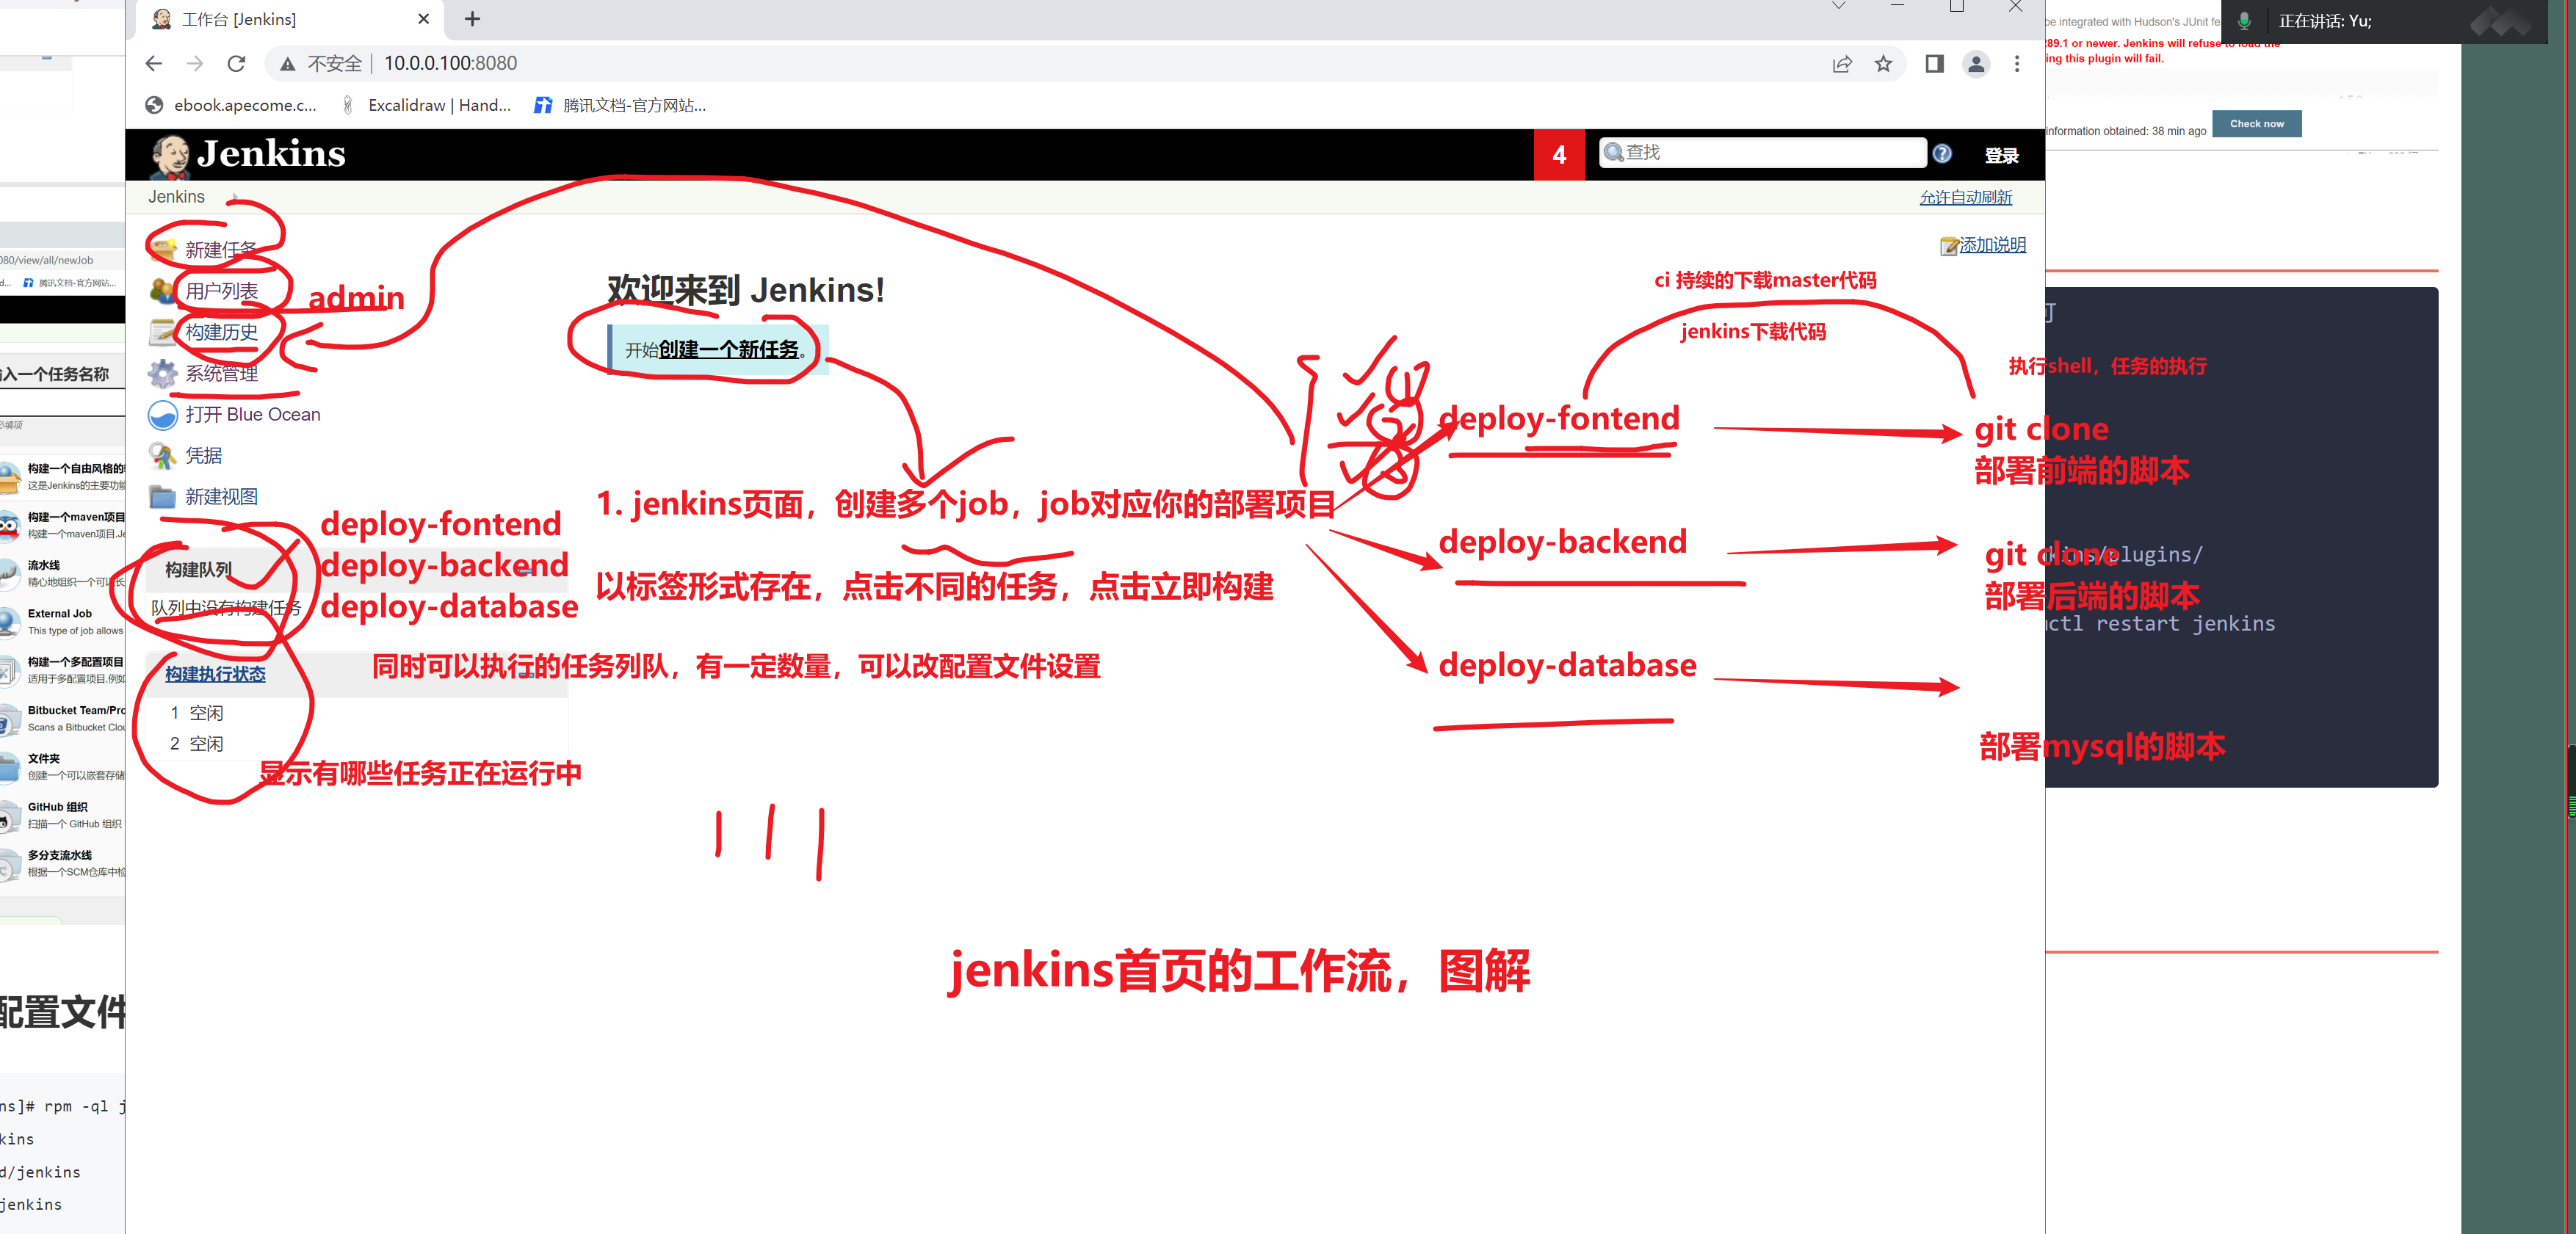 工作台 [Jenkins]
不安全 | 10.0.0.100:8080
ebook.apecome.c...
Excalidraw | Hand...
腾讯文档-官方网站...
正在讲话: Yu;
be integrated with Hudson's JUnit fe
289.1 or newer. Jenkins will refuse to load the
ing this plugin will fail.
information obtained: 38 min ago
Check now
Jenkins
4
查找
登录
Jenkins
允许自动刷新
添加说明
新建任务
用户列表
admin
构建历史
系统管理
打开 Blue Ocean
凭据
新建视图
构建队列
队列中没有构建任务
构建执行状态
1 空闲
2 空闲
显示有哪些任务正在运行中
deploy-fontend
deploy-backend
deploy-database
同时可以执行的任务列队，有一定数量，可以改配置文件设置
欢迎来到 Jenkins!
开始创建一个新任务。
1. jenkins页面，创建多个job，job对应你的部署项目
以标签形式存在，点击不同的任务，点击立即构建
ci 持续的下载master代码
jenkins下载代码
执行shell，任务的执行
deploy-fontend
git clone
部署前端的脚本
deploy-backend
git clone
部署后端的脚本
deploy-database
部署mysql的脚本
kins/plugins/
ctl restart jenkins
jenkins首页的工作流，图解
080/view/all/newJob
d...
腾讯文档-官方网站...
入一个任务名称
必填项
构建一个自由风格的
这是Jenkins的主要功能
构建一个maven项目
构建一个maven项目.Je
流水线
精心地组织一个可以长
External Job
This type of job allows
构建一个多配置项目
适用于多配置项目,例如
Bitbucket Team/Pro
Scans a Bitbucket Clou
文件夹
创建一个可以嵌套存储
GitHub 组织
扫描一个 GitHub 组织
多分支流水线
根据一个SCM仓库中检
配置文件
ns]# rpm -ql j
kins
d/jenkins
jenkins